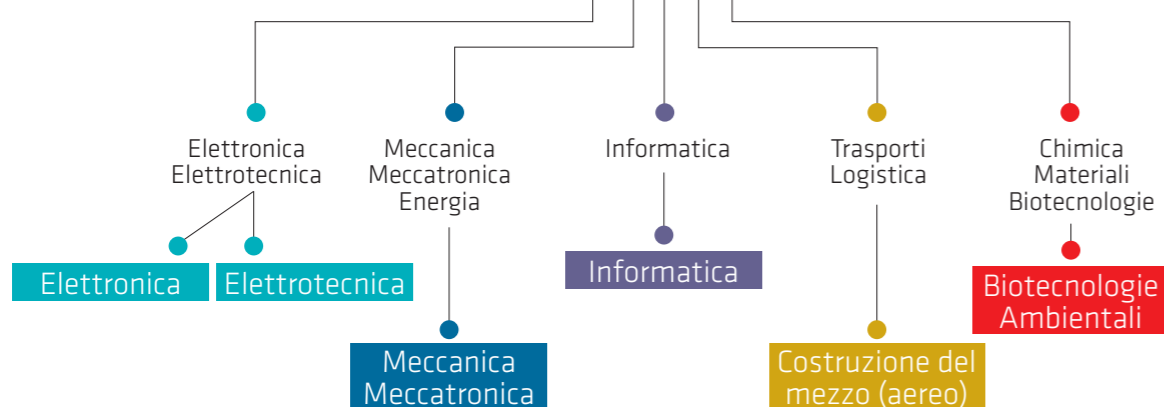 Elettronica
Elettrotecnica
Meccanica
Meccatronica
Energia
Informatica
Trasporti
Logistica
Chimica
Materiali
Biotecnologie
Elettronica
Elettrotecnica
Informatica
Biotecnologie
Ambientali
Meccanica
Meccatronica
Costruzione del
mezzo (aereo)